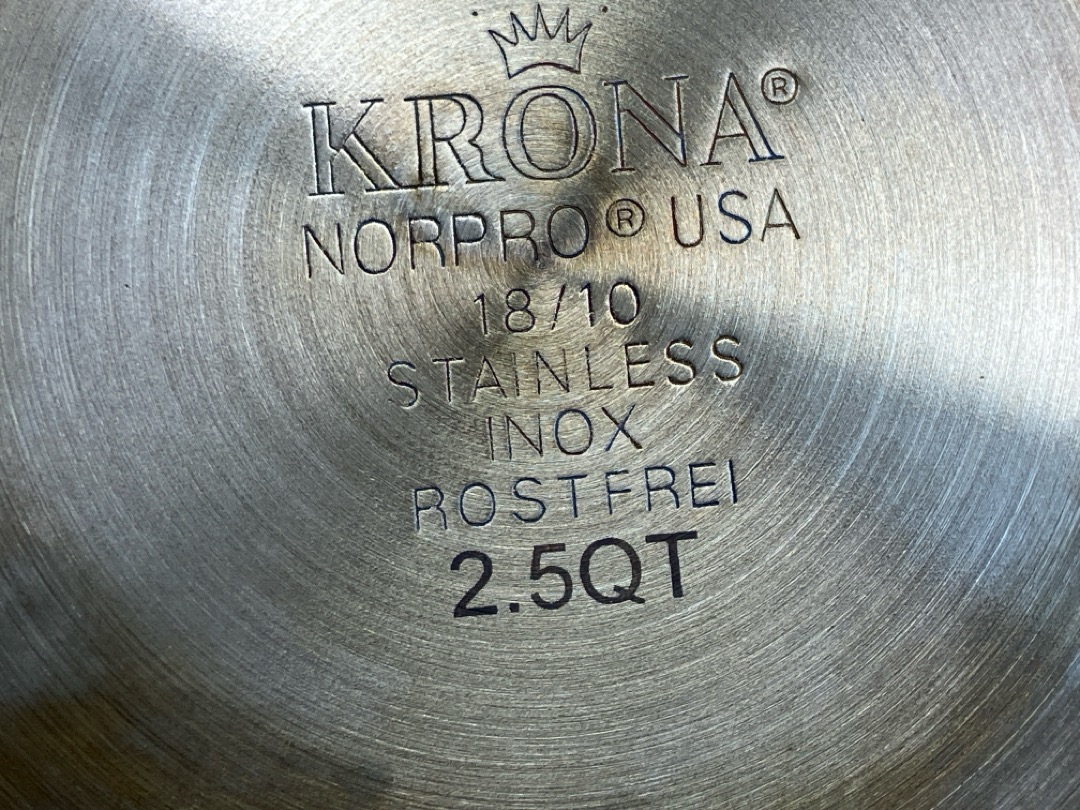 KRONA®
NORPRO® USA
18/10
STAINLESS
INOX
ROSTFREI
2.5QT